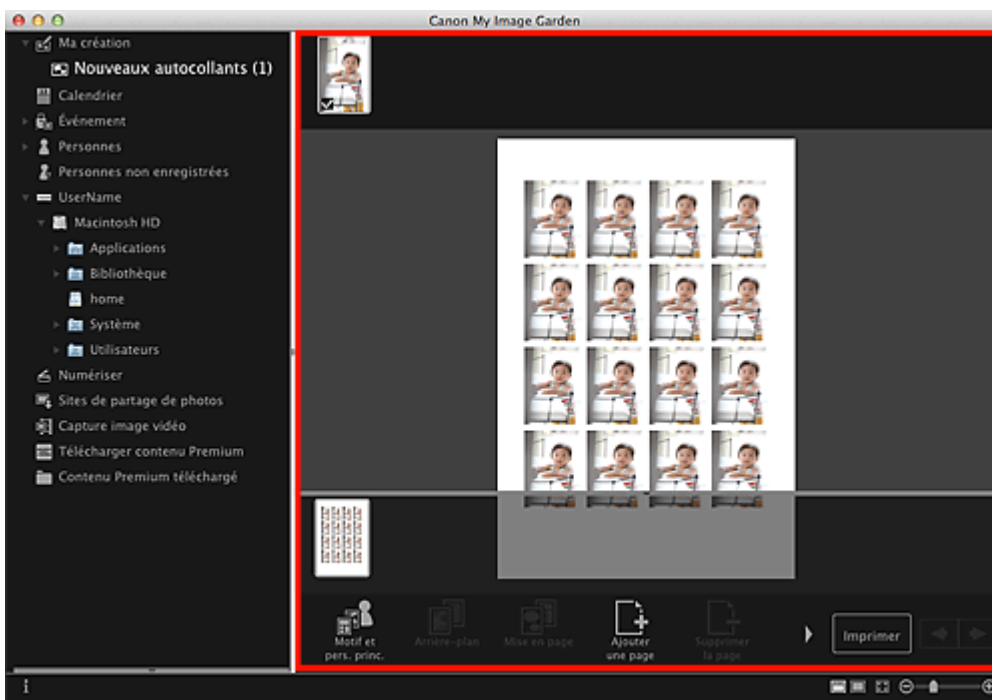 Canon My Image Garden
Ma création
Nouveaux autocollants (1)
Calendrier
Événement
Personnes
Personnes non enregistrées
UserName
Macintosh HD
Applications
Bibliothèque
home
Système
Utilisateurs
Numériser
Sites de partage de photos
Capture image vidéo
Télécharger contenu Premium
Contenu Premium téléchargé
Motif et
pers. princ.
Arrière-plan
Mise en page
Ajouter
une page
Supprimer
la page
Imprimer